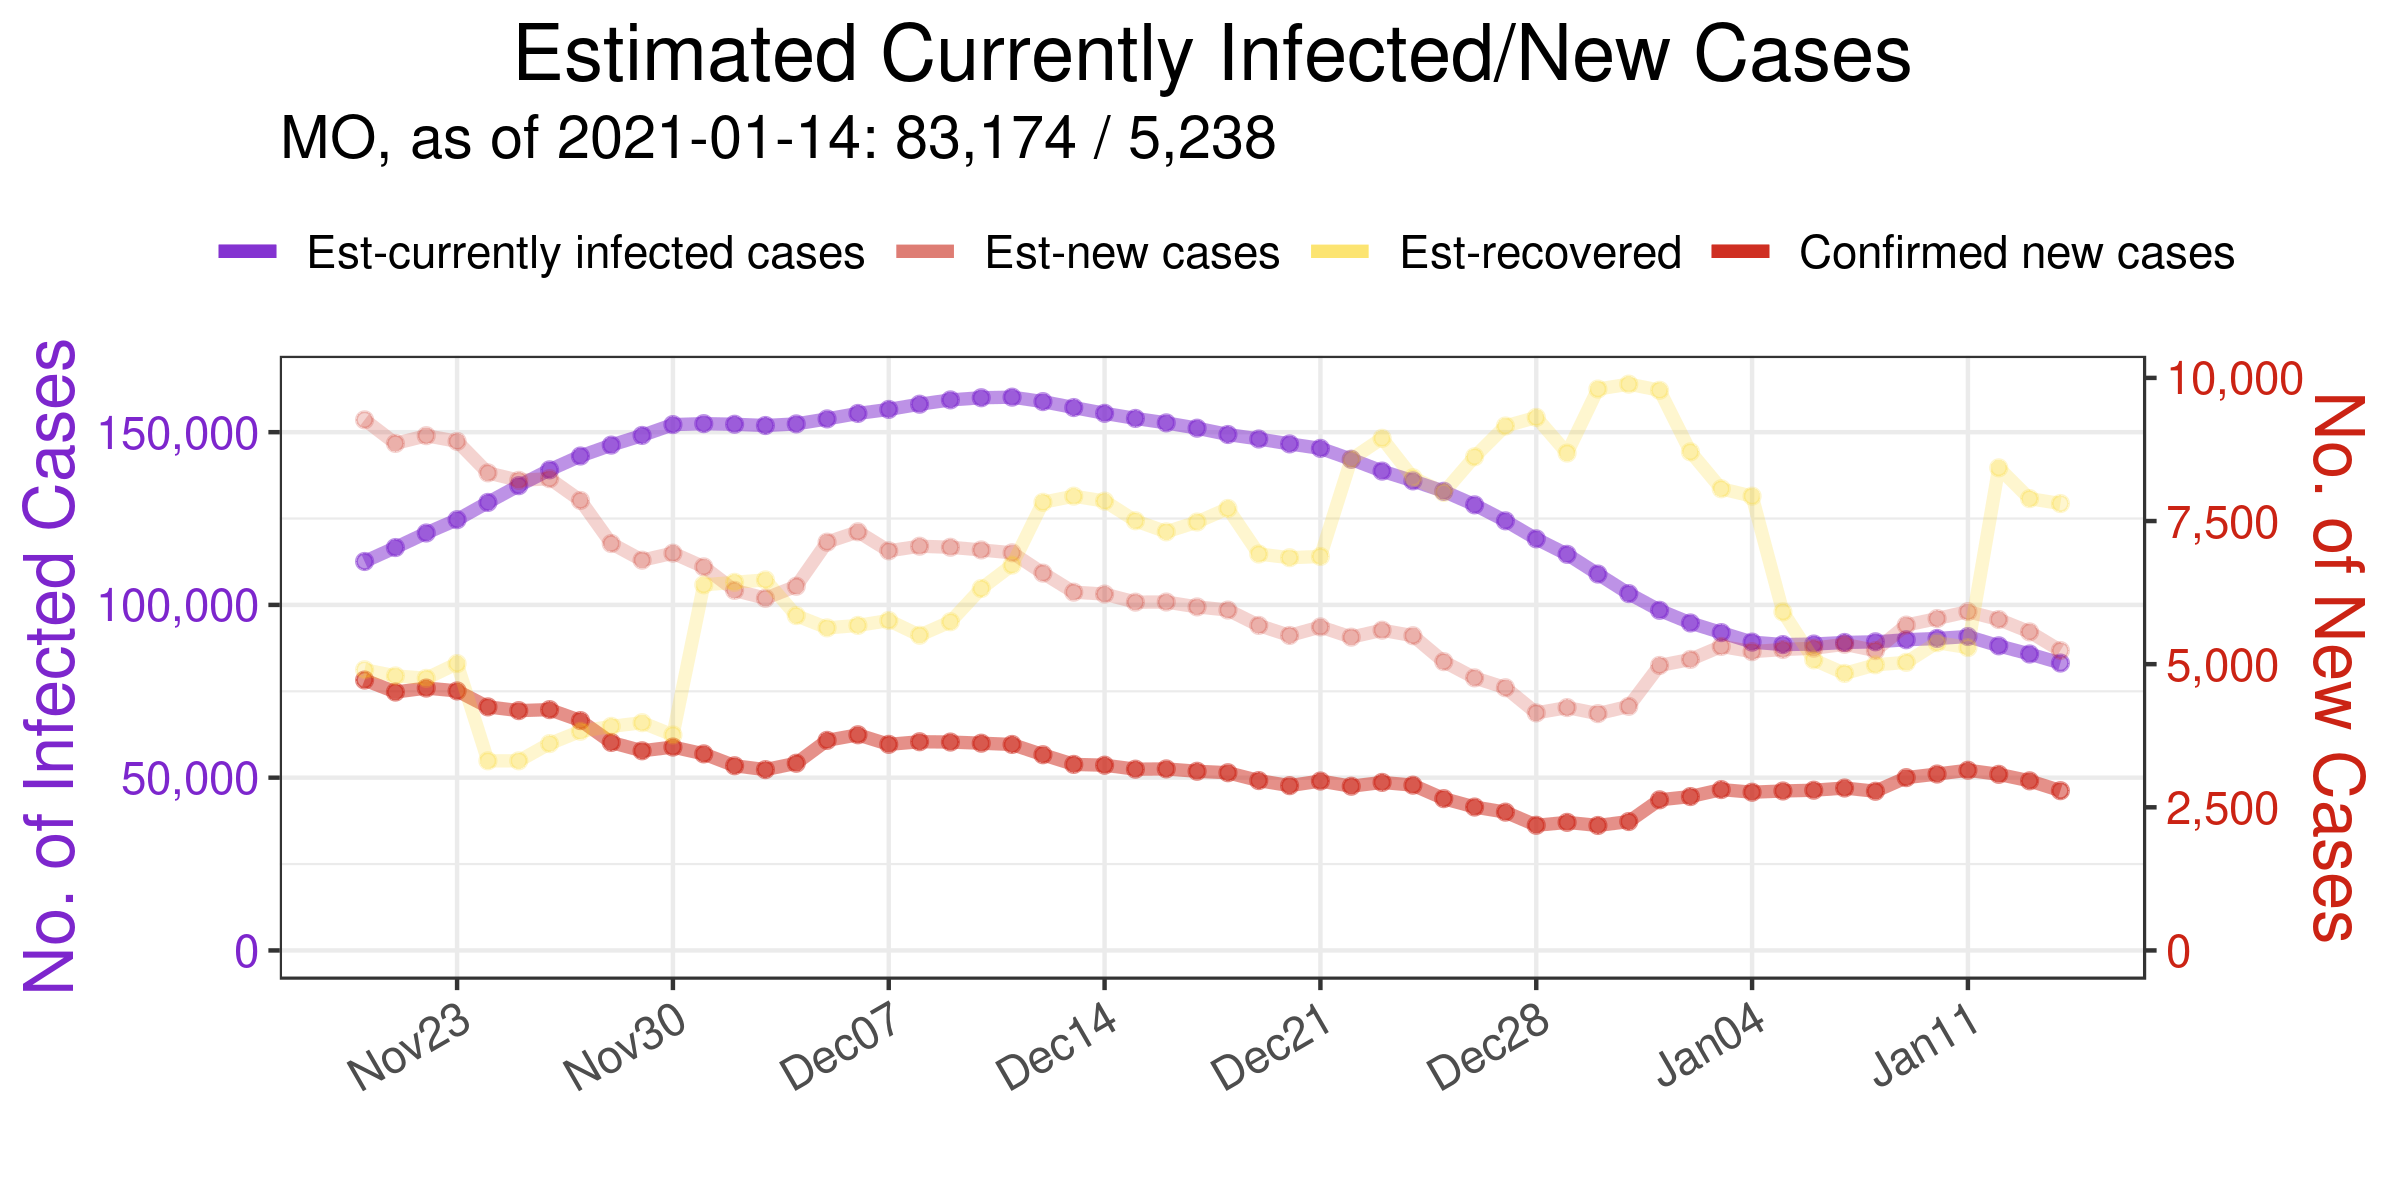 Estimated Currently Infected/New Cases
MO, as of 2021-01-14: 83,174 / 5,238
Est-currently infected cases Est-new cases Est-recovered Confirmed new cases
No. of Infected Cases
150,000
100,000
50,000
0
10,000
7,500
5,000
2,500
0
No. of New Cases
Nov23 Nov30 Dec07 Dec14 Dec21 Dec28 Jan04 Jan11